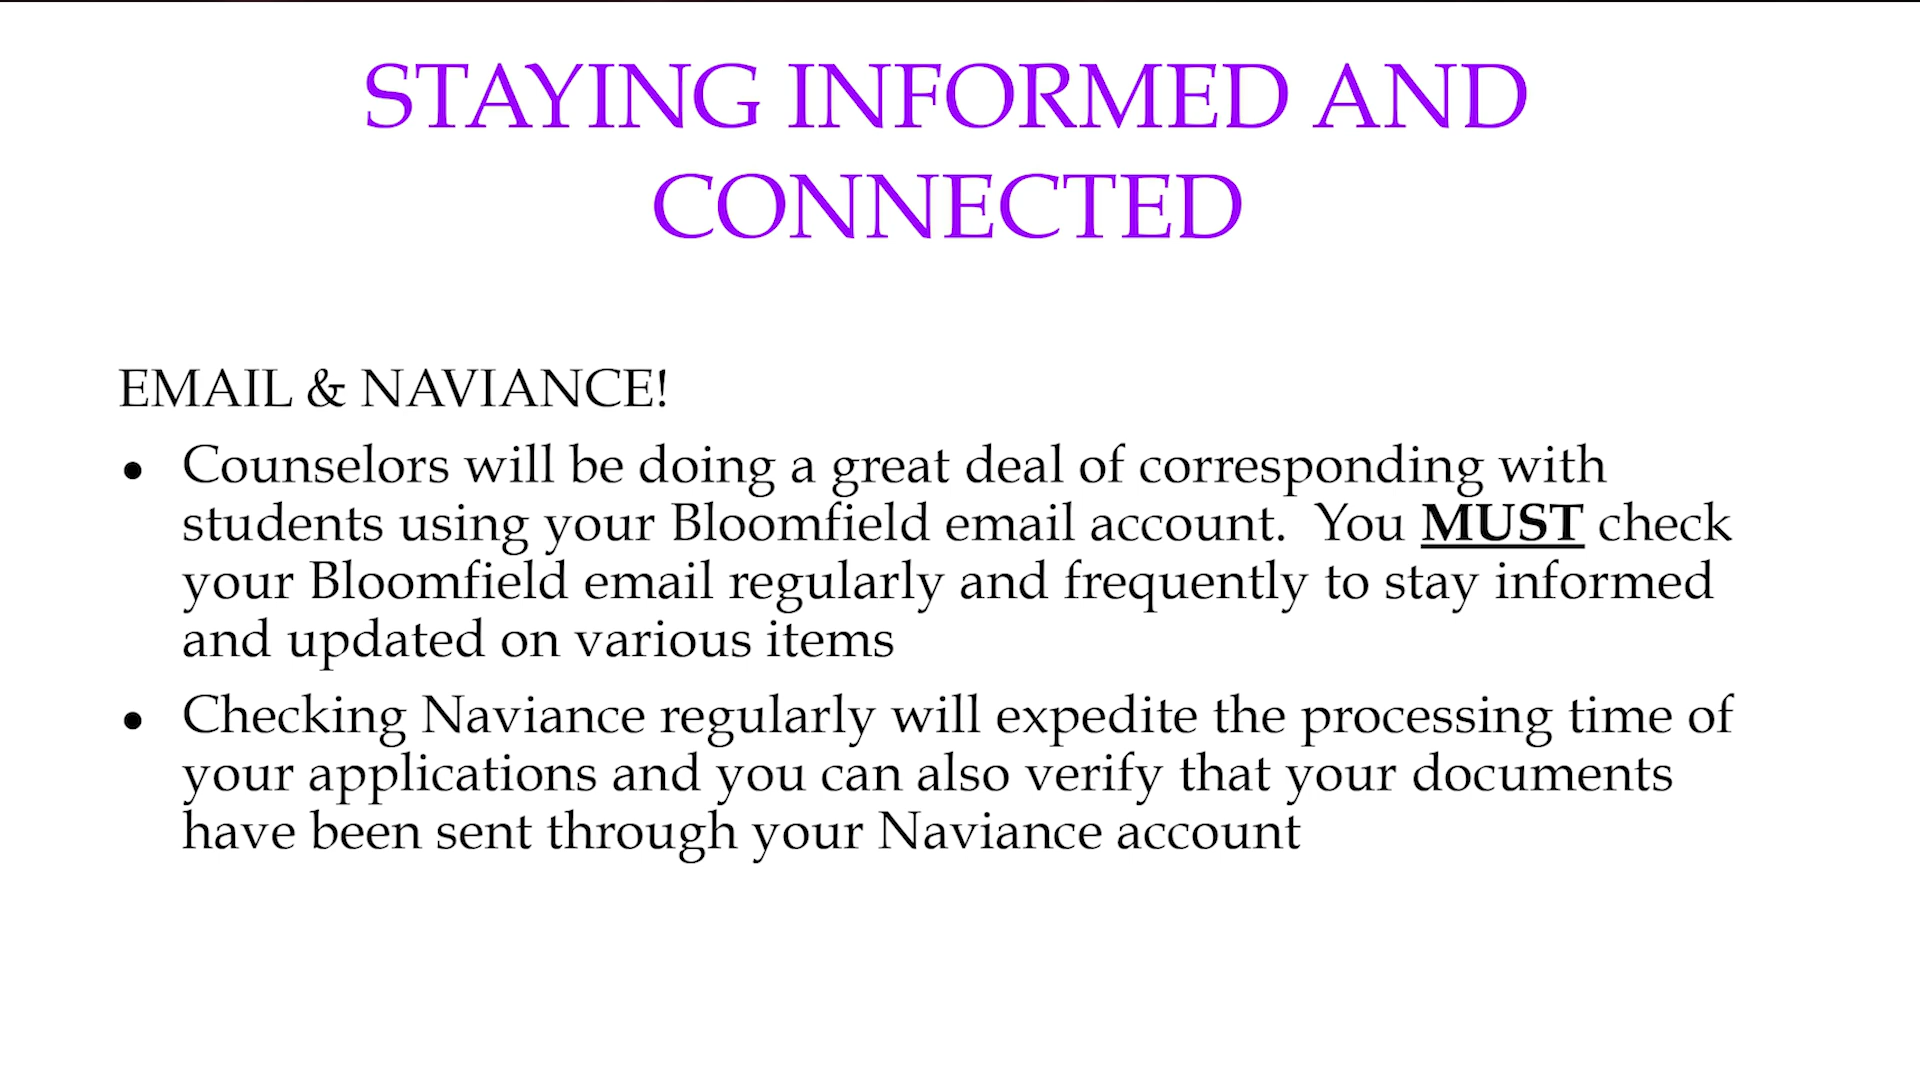 STAYING INFORMED AND
CONNECTED
EMAIL & NAVIANCE!
• Counselors will be doing a great deal of corresponding with
students using your Bloomfield email account.  You MUST check
your Bloomfield email regularly and frequently to stay informed
and updated on various items
• Checking Naviance regularly will expedite the processing time of
your applications and you can also verify that your documents
have been sent through your Naviance account